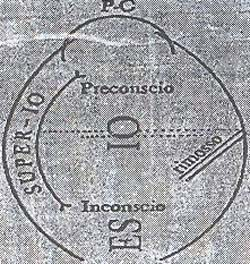 P-C
Preconscio
SUPER-IO
IO
rimosso
Inconscio
ES